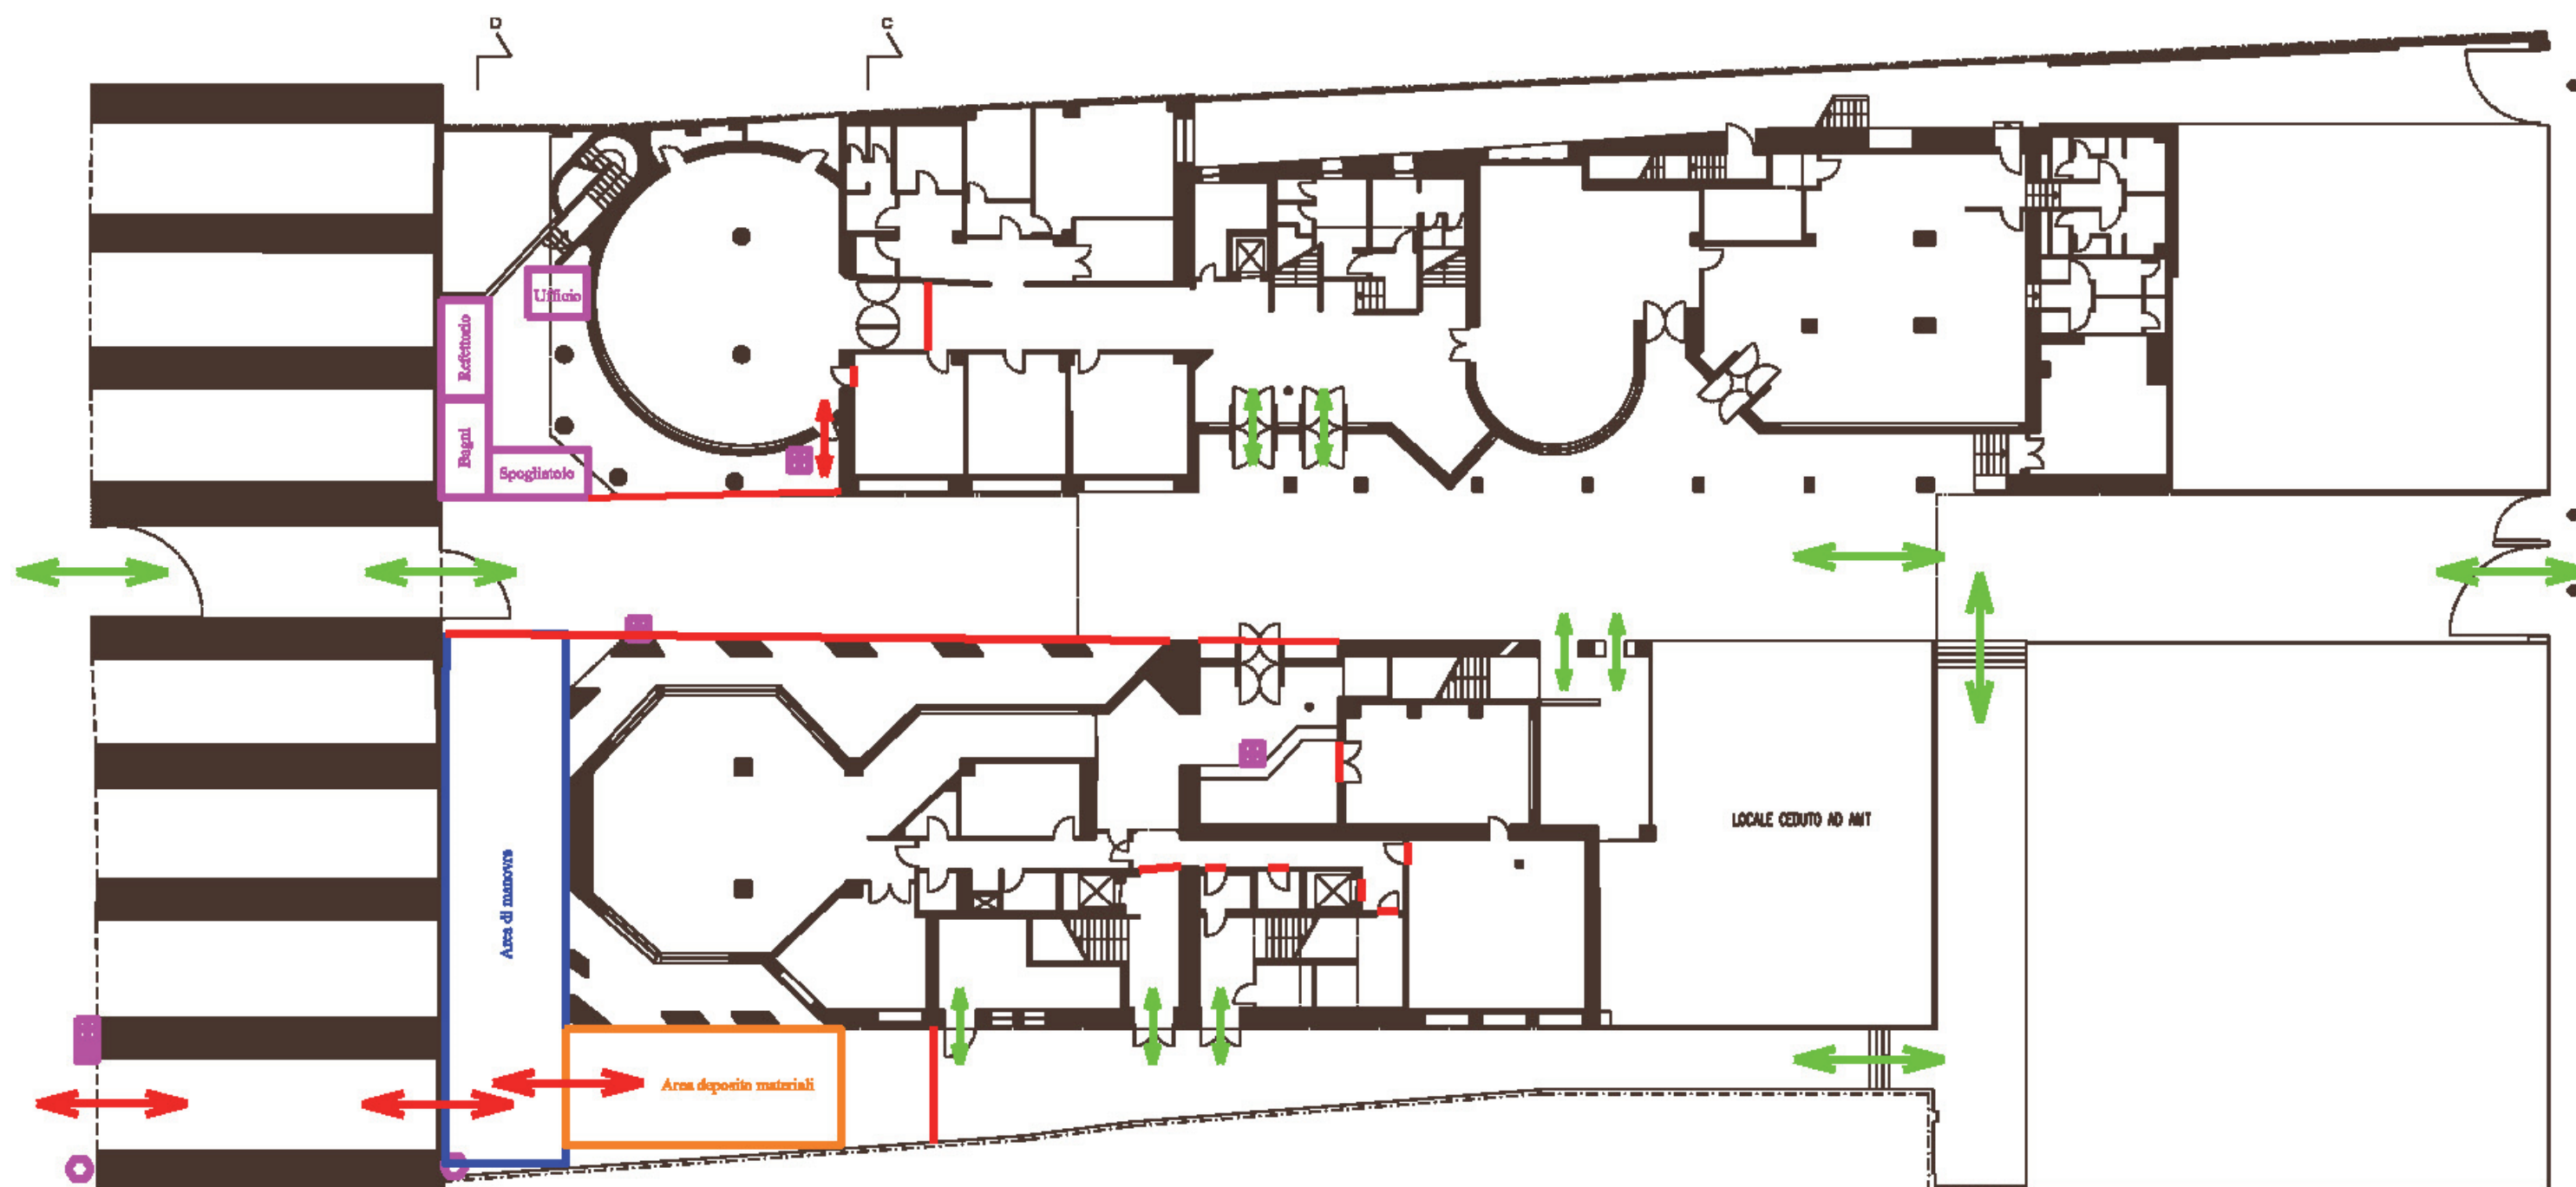 D
C
Ufficio
Refettorio
Bagni
Spogliatoio
Area di manovra
LOCALE CEDUTO AD AMT
Area deposito materiali